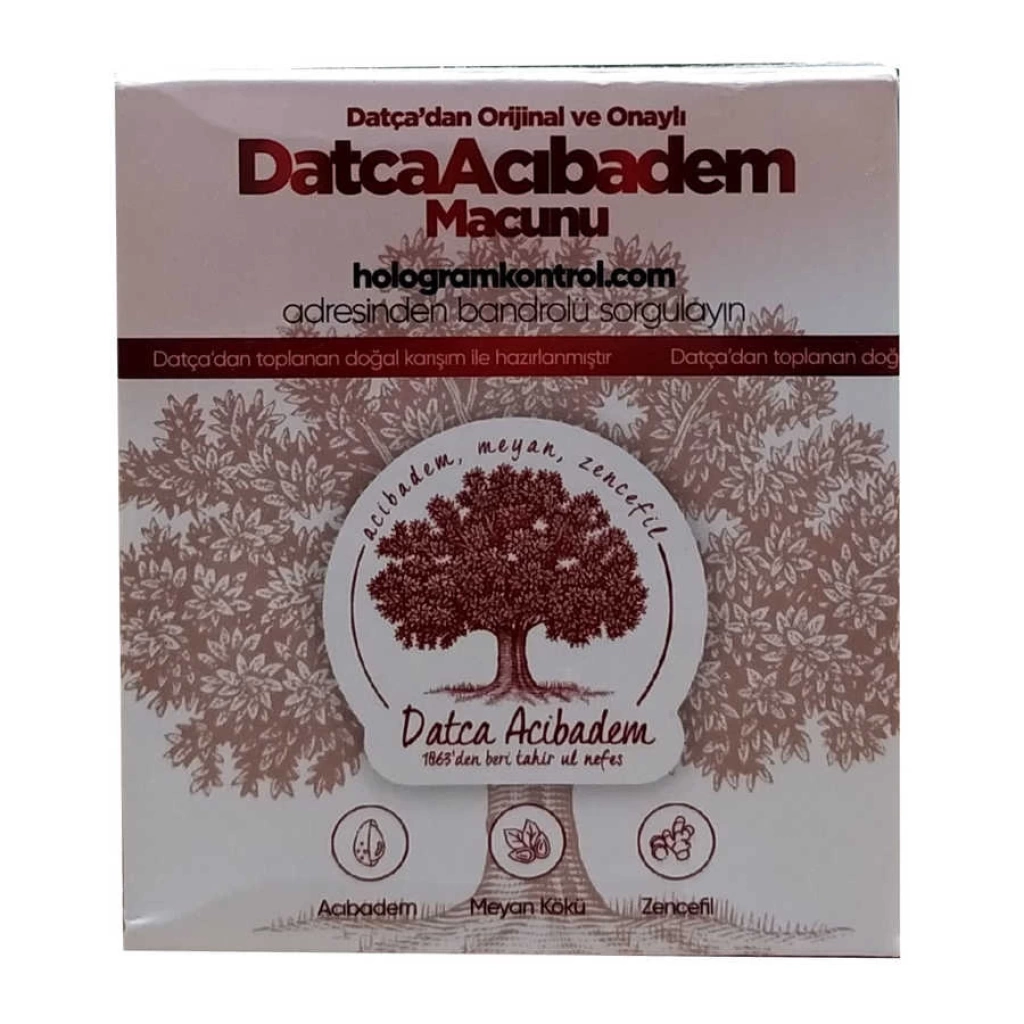 Datça'dan Orijinal ve Onaylı
DatcaAcıbadem
Macunu
hologramkontrol.com
adresinden bandrolü sorgulayın
Datça'dan toplanan doğal karışım ile hazırlanmıştır Datça'dan toplanan doğ
acibadem, meyan, zencefil
Datca Acibadem
1863'den beri tahir ul nefes
Acıbadem Meyan Kökü Zencefil